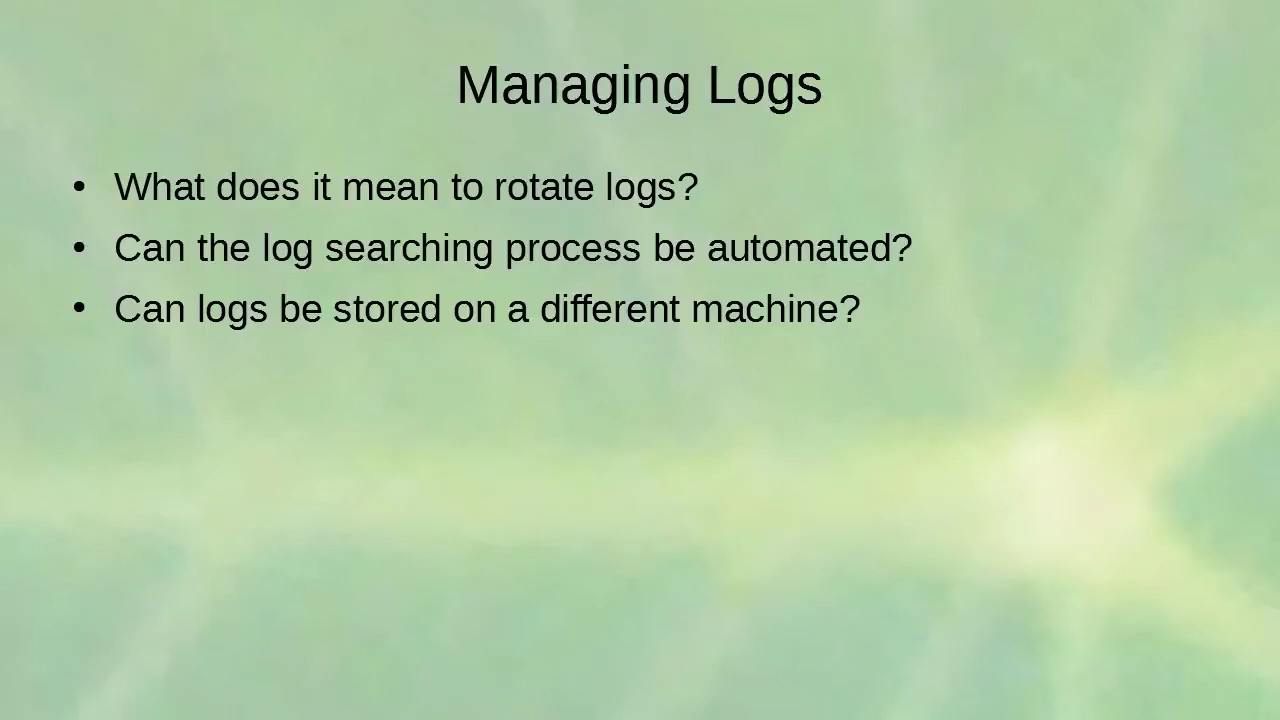 Managing Logs
• What does it mean to rotate logs?
• Can the log searching process be automated?
• Can logs be stored on a different machine?